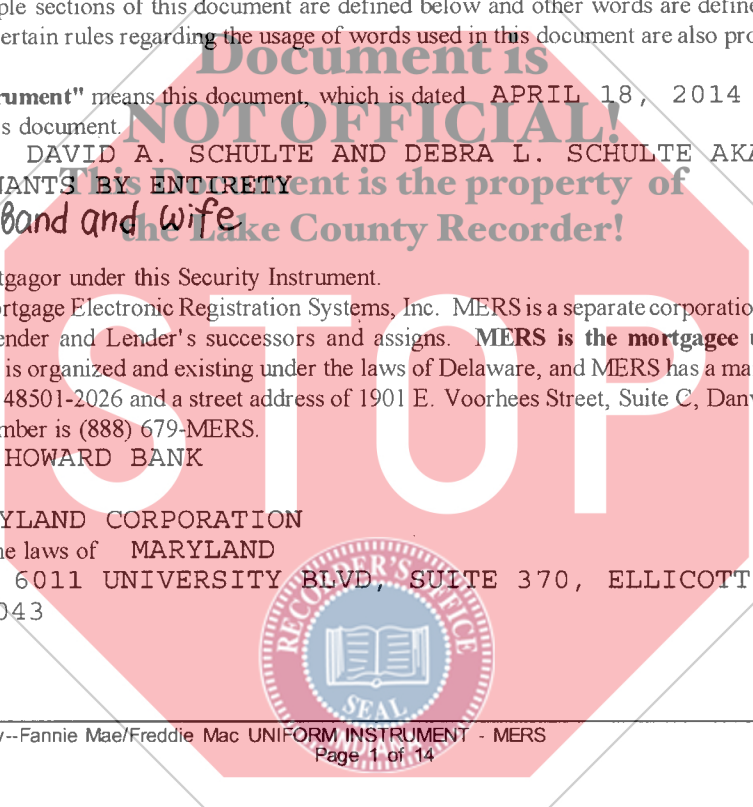 ple sections of this document are defined below and other words are define
ertain rules regarding the usage of words used in this document are also pro
Document is
rument" means this document, which is dated APRIL 18, 2014
s document.
NOT OFFICIAL!
DAVID A. SCHULTE AND DEBRA L. SCHULTE AKA
NANTS BY ENTIRETY
This Document is the property of
Band and wife
the Lake County Recorder!
tgagor under this Security Instrument.
ortgage Electronic Registration Systems, Inc. MERS is a separate corporatio
ender and Lender's successors and assigns. MERS is the mortgagee u
is organized and existing under the laws of Delaware, and MERS has a ma
48501-2026 and a street address of 1901 E. Voorhees Street, Suite C, Danv
mber is (888) 679-MERS.
HOWARD BANK
STOP
YLAND CORPORATION
he laws of MARYLAND
6011 UNIVERSITY BLVD, SUITE 370, ELLICOTT
043
RECORDER'S OFFICE
SEAL
y--Fannie Mae/Freddie Mac UNIFORM INSTRUMENT - MERS
Page 1 of 14